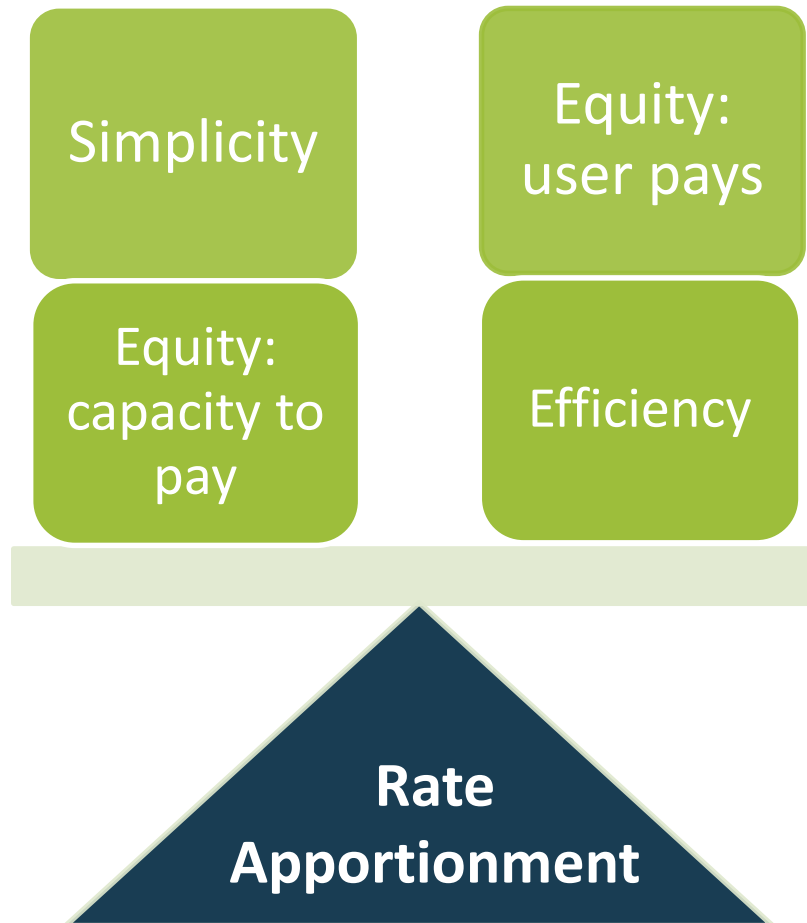 Simplicity
Equity:
user pays
Equity:
capacity to
pay
Efficiency
Rate
Apportionment